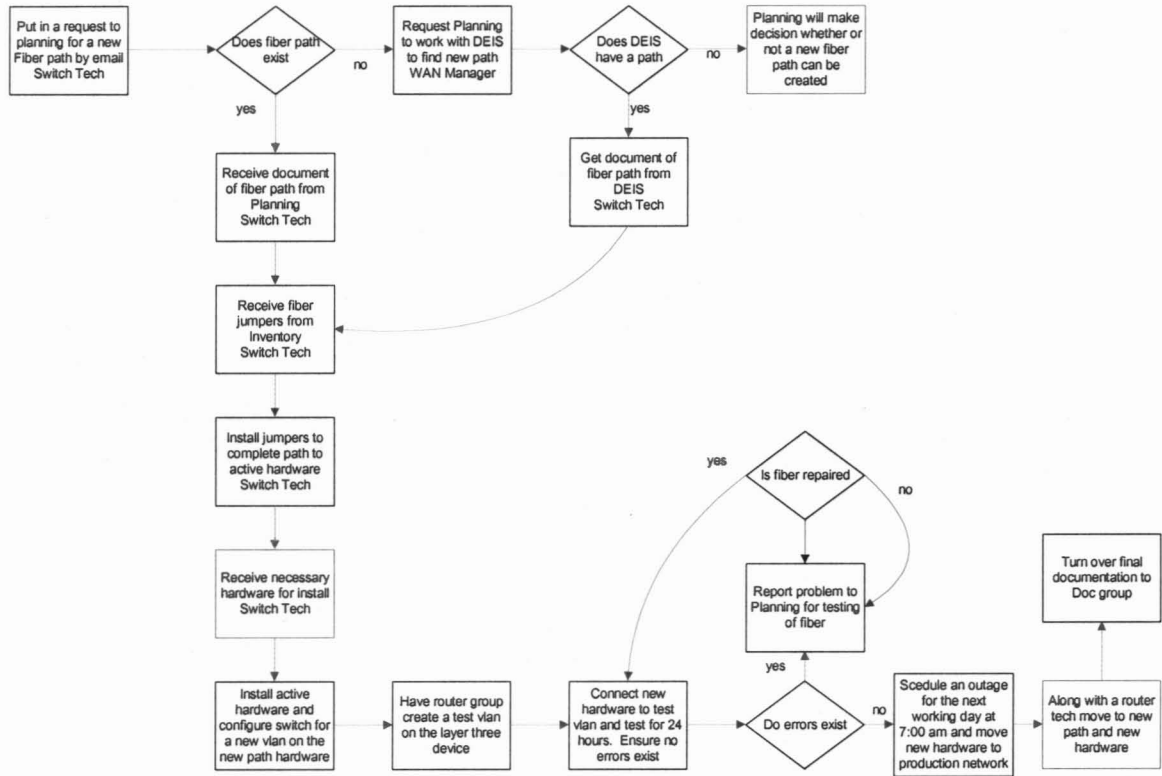 Put in a request to
planning for a new
Fiber path by email
Switch Tech
Does fiber path
exist
no
Request Planning
to work with DEIS
to find new path
WAN Manager
Does DEIS
have a path
no
Planning will make
decision whether or
not a new fiber
path can be
created
yes
yes
Receive document
of fiber path from
Planning
Switch Tech
Get document of
fiber path from
DEIS
Switch Tech
Receive fiber
jumpers from
Inventory
Switch Tech
Install jumpers to
complete path to
active hardware
Switch Tech
yes
Is fiber repaired
no
Receive necessary
hardware for install
Switch Tech
Report problem to
Planning for testing
of fiber
Turn over final
documentation to
Doc group
yes
Install active
hardware and
configure switch for
a new vlan on the
new path hardware
Have router group
create a test vlan
on the layer three
device
Connect new
hardware to test
vlan and test for 24
hours. Ensure no
errors exist
Do errors exist
no
Scedule an outage
for the next
working day at
7:00 am and move
new hardware to
production network
Along with a router
tech move to new
path and new
hardware